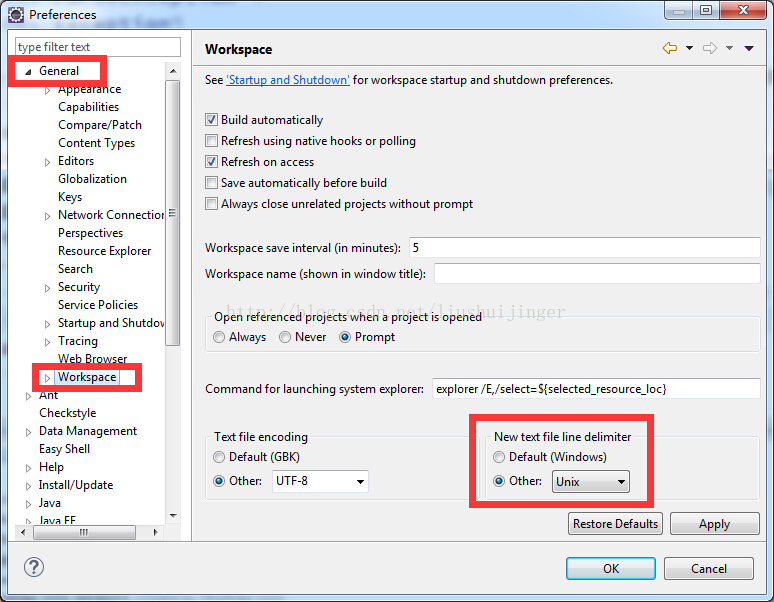 Preferences
type filter text
General
Appearance
Capabilities
Compare/Patch
Content Types
Editors
Globalization
Keys
Network Connection
Perspectives
Resource Explorer
Search
Security
Service Policies
Startup and Shutdow
Tracing
Web Browser
Workspace
Ant
Checkstyle
Data Management
Easy Shell
Help
Install/Update
Java
Java EE
Workspace
See 'Startup and Shutdown' for workspace startup and shutdown preferences.
Build automatically
Refresh using native hooks or polling
Refresh on access
Save automatically before build
Always close unrelated projects without prompt
Workspace save interval (in minutes): 5
Workspace name (shown in window title):
http://blog.csdn.net/liushuijinger
Open referenced projects when a project is opened
Always Never Prompt
Command for launching system explorer: explorer /E,/select=${selected_resource_loc}
Text file encoding
Default (GBK)
Other: UTF-8
New text file line delimiter
Default (Windows)
Other: Unix
Restore Defaults Apply
OK Cancel